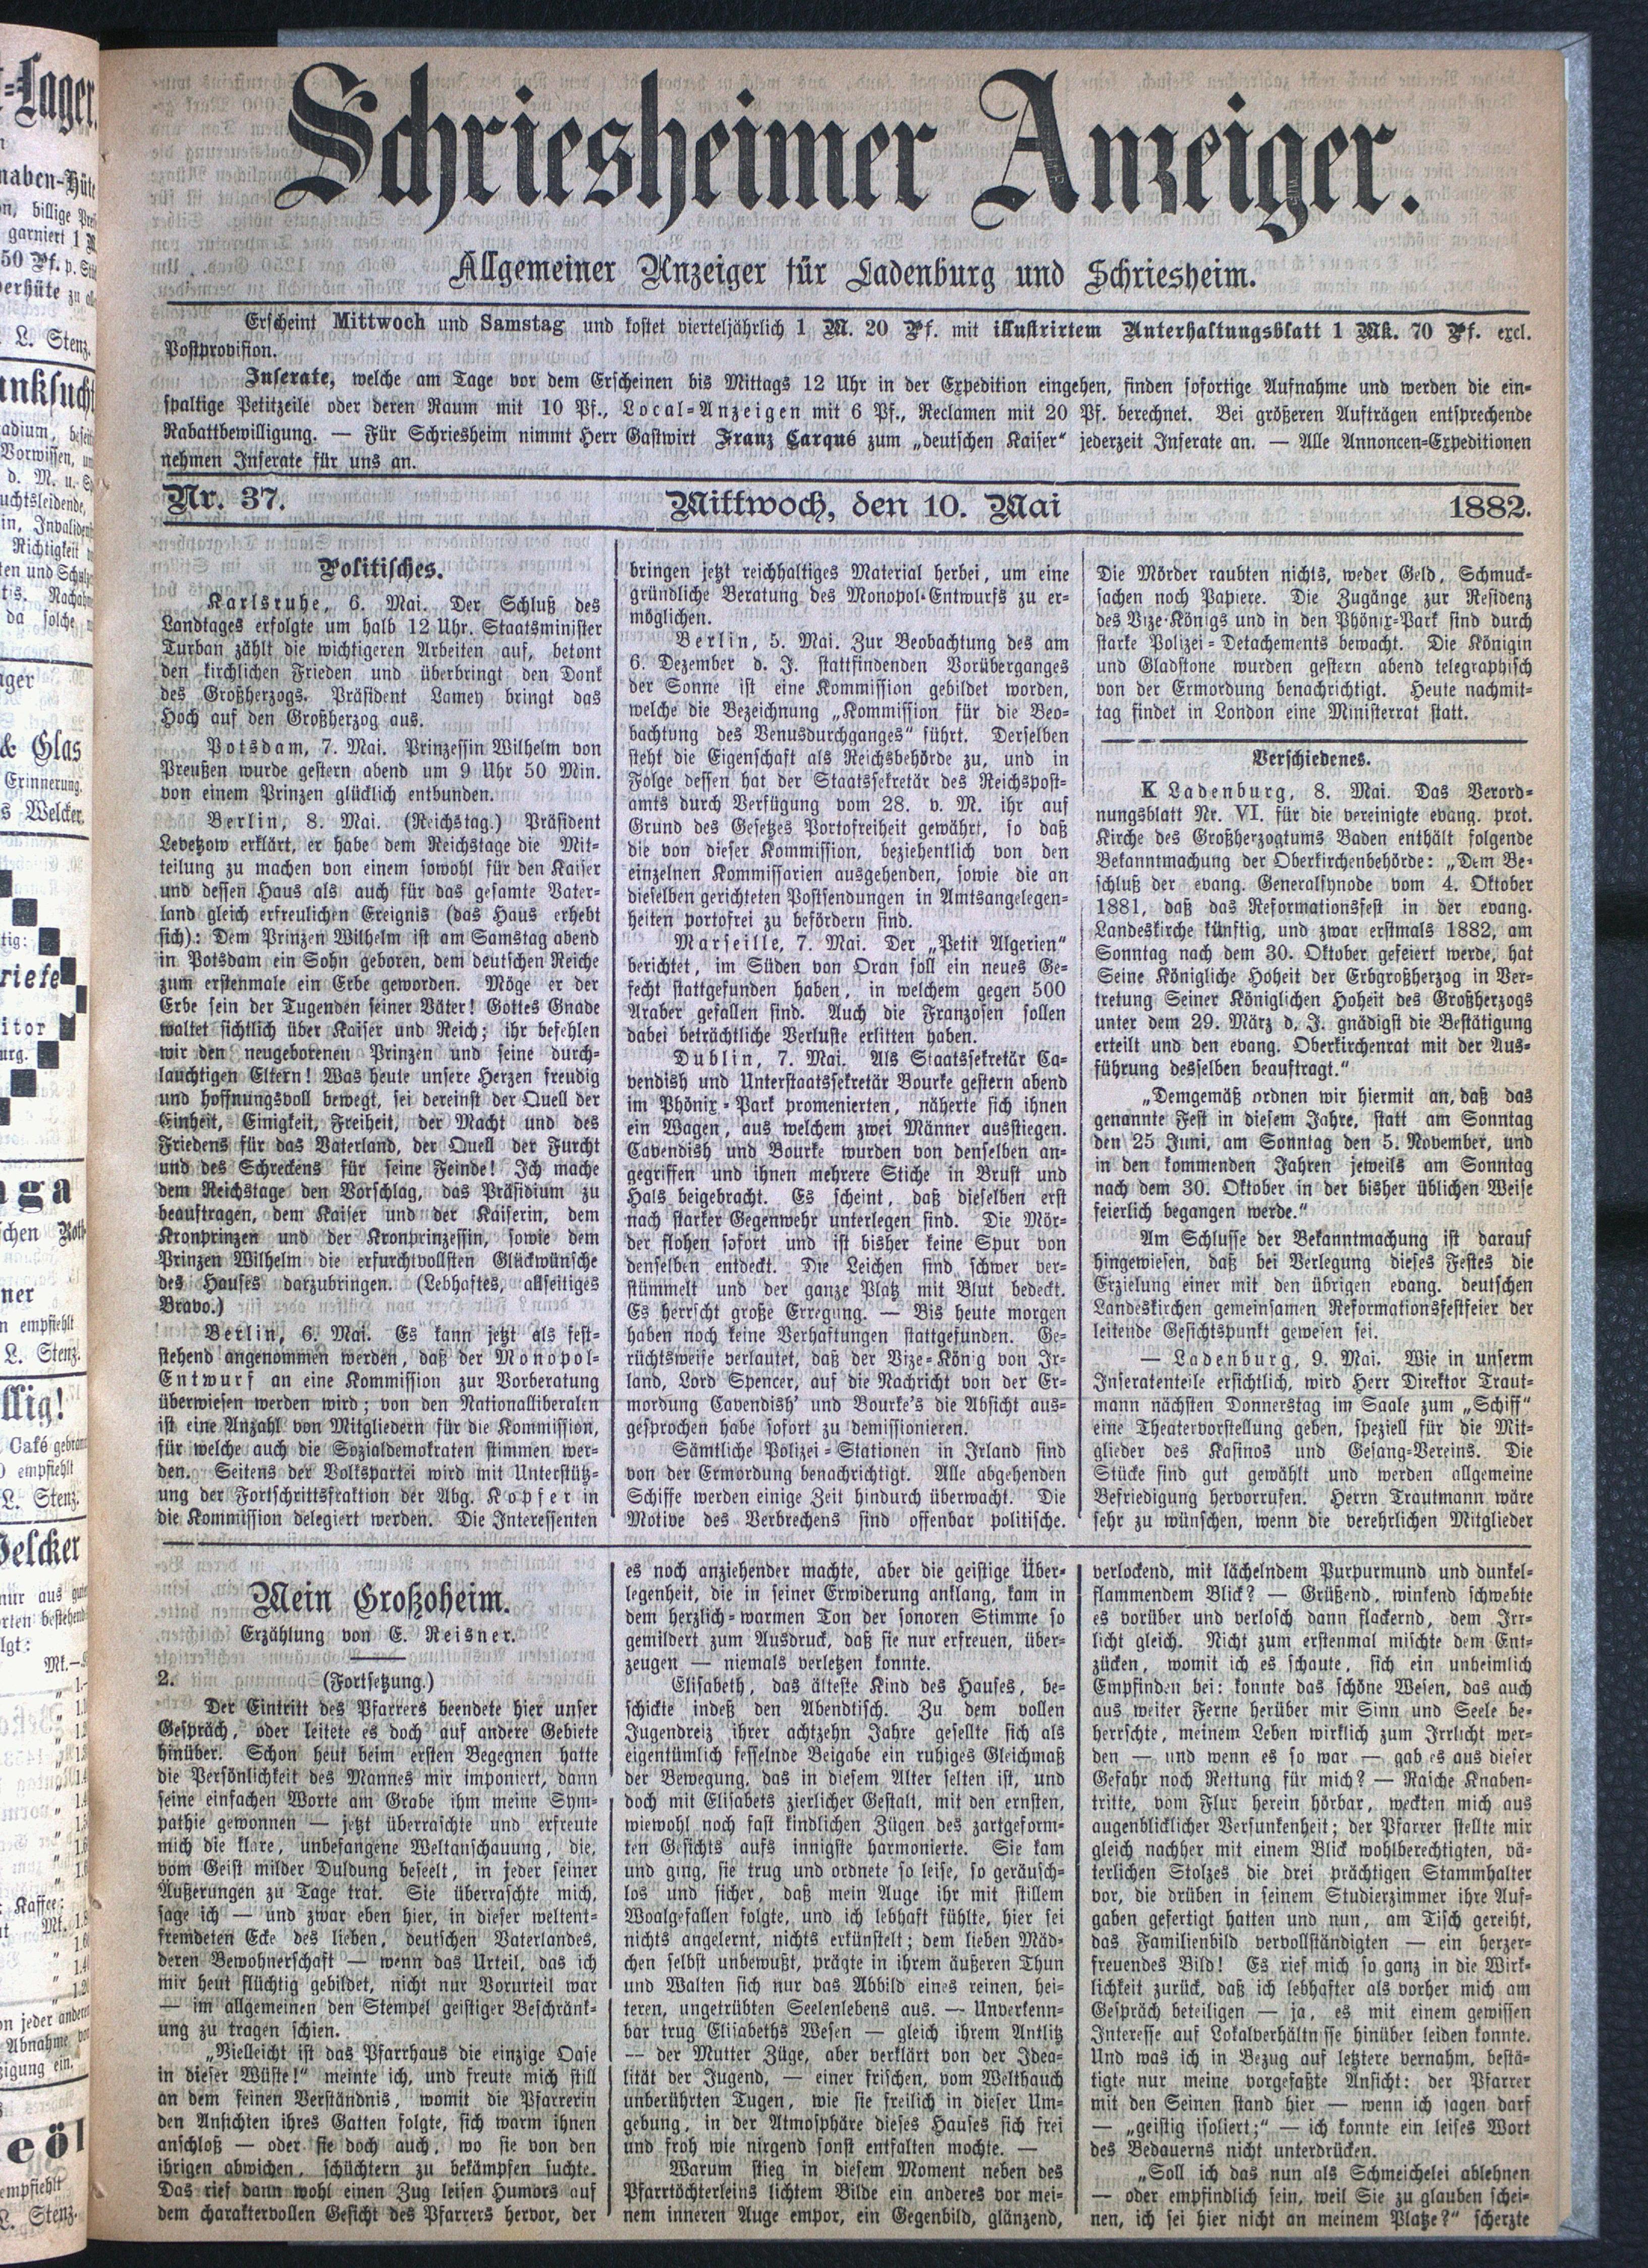 Schriesheimer Anzeiger.
Allgemeiner Anzeiger für Ladenburg und Schriesheim.
Erscheint Mittwoch und Samstag und kostet vierteljährlich 1 M. 20 Pf. mit illustrirtem Unterhaltungsblatt 1 Mk. 70 Pf. excl.
Postprovision.
Inserate, welche am Tage vor dem Erscheinen bis Mittags 12 Uhr in der Expedition eingehen, finden sofortige Aufnahme und werden die ein-
spaltige Petitzeile oder deren Raum mit 10 Pf., Local-Anzeigen mit 6 Pf., Reclamen mit 20 Pf. berechnet. Bei größeren Aufträgen entsprechende
Rabattbewilligung. — Für Schriesheim nimmt Herr Gastwirt Franz Carqué zum „deutschen Kaiser“ jederzeit Inserate an. — Alle Annoncen-Expeditionen
nehmen Inserate für uns an.
Nr. 37. Mittwoch, den 10. Mai 1882.
Politisches.
Karlsruhe, 6. Mai. Der Schluß des
Landtages erfolgte um halb 12 Uhr. Staatsminister
Turban zählt die wichtigeren Arbeiten auf, betont
den kirchlichen Frieden und überbringt den Dank
des Großherzogs. Präsident Lamey bringt das
Hoch auf den Großherzog aus.
Potsdam, 7. Mai. Prinzessin Wilhelm von
Preußen wurde gestern abend um 9 Uhr 50 Min.
von einem Prinzen glücklich entbunden.
Berlin, 8. Mai. (Reichstag.) Präsident
Levetzow erklärt, er habe dem Reichstage die Mit-
teilung zu machen von einem sowohl für den Kaiser
und dessen Haus als auch für das gesamte Vater-
land gleich erfreulichen Ereignis (das Haus erhebt
sich): Dem Prinzen Wilhelm ist am Samstag abend
in Potsdam ein Sohn geboren, dem deutschen Reiche
zum erstenmale ein Erbe geworden. Möge er der
Erbe sein der Tugenden seiner Väter! Gottes Gnade
waltet sichtlich über Kaiser und Reich; ihr befehlen
wir den neugeborenen Prinzen und seine durch-
lauchtigen Eltern! Was heute unsere Herzen freudig
und hoffnungsvoll bewegt, sei dereinst der Quell der
Einheit, Einigkeit, Freiheit, der Macht und des
Friedens für das Vaterland, der Quell der Furcht
und des Schreckens für seine Feinde! Ich mache
dem Reichstage den Vorschlag, das Präsidium zu
beauftragen, dem Kaiser und der Kaiserin, dem
Kronprinzen und der Kronprinzessin, sowie dem
Prinzen Wilhelm die erfurchtvollsten Glückwünsche
des Hauses darzubringen. (Lebhaftes, allseitiges
Bravo.)
Berlin, 6. Mai. Es kann jetzt als fest-
stehend angenommen werden, daß der Monopol-
Entwurf an eine Kommission zur Vorberatung
überwiesen werden wird; von den Nationalliberalen
ist eine Anzahl von Mitgliedern für die Kommission,
für welche auch die Sozialdemokraten stimmen wer-
den. Seitens der Volkspartei wird mit Unterstütz-
ung der Fortschrittsfraktion der Abg. Kopfer in
die Kommission delegiert werden. Die Interessenten
bringen jetzt reichhaltiges Material herbei, um eine
gründliche Beratung des Monopol-Entwurfs zu er-
möglichen.
Berlin, 5. Mai. Zur Beobachtung des am
6. Dezember d. J. stattfindenden Vorüberganges
der Sonne ist eine Kommission gebildet worden,
welche die Bezeichnung „Kommission für die Beo-
bachtung des Venusdurchganges“ führt. Derselben
steht die Eigenschaft als Reichsbehörde zu, und in
Folge dessen hat der Staatssekretär des Reichspost-
amts durch Verfügung vom 28. v. M. ihr auf
Grund des Gesetzes Portofreiheit gewährt, so daß
die von dieser Kommission, beziehentlich von den
einzelnen Kommissarien ausgehenden, sowie die an
dieselben gerichteten Postsendungen in Amtsangelegen-
heiten portofrei zu befördern sind.
Marseille, 7. Mai. Der „Petit Algerien“
berichtet, im Süden von Oran soll ein neues Ge-
fecht stattgefunden haben, in welchem gegen 500
Araber gefallen sind. Auch die Franzosen sollen
dabei beträchtliche Verluste erlitten haben.
Dublin, 7. Mai. Als Staatssekretär Ca-
vendish und Unterstaatssekretär Bourke gestern abend
im Phönix-Park promenierten, näherte sich ihnen
ein Wagen, aus welchem zwei Männer ausstiegen.
Cavendish und Bourke wurden von denselben an-
gegriffen und ihnen mehrere Stiche in Brust und
Hals beigebracht. Es scheint, daß dieselben erst
nach starker Gegenwehr unterlegen sind. Die Mör-
der flohen sofort und ist bisher keine Spur von
denselben entdeckt. Die Leichen sind schwer ver-
stümmelt und der ganze Platz mit Blut bedeckt.
Es herrscht große Erregung. — Bis heute morgen
haben noch keine Verhaftungen stattgefunden. Ge-
rüchtsweise verlautet, daß der Vize-König von Ir-
land, Lord Spencer, auf die Nachricht von der Er-
mordung Cavendish' und Bourke's die Absicht aus-
gesprochen habe sofort zu demissionieren.
Sämtliche Polizei-Stationen in Irland sind
von der Ermordung benachrichtigt. Alle abgehenden
Schiffe werden einige Zeit hindurch überwacht. Die
Motive des Verbrechens sind offenbar politische.
Die Mörder raubten nichts, weder Geld, Schmuck-
sachen noch Papiere. Die Zugänge zur Residenz
des Vize-Königs und in den Phönix-Park sind durch
starke Polizei-Detachements bewacht. Die Königin
und Gladstone wurden gestern abend telegraphisch
von der Ermordung benachrichtigt. Heute nachmit-
tag findet in London eine Ministerrat statt.
Verschiedenes.
K Ladenburg, 8. Mai. Das Verord-
nungsblatt Nr. VI. für die vereinigte evang. prot.
Kirche des Großherzogtums Baden enthält folgende
Bekanntmachung der Oberkirchenbehörde: „Dem Be-
schluß der evang. Generalsynode vom 4. Oktober
1881, daß das Reformationsfest in der evang.
Landeskirche künftig, und zwar erstmals 1882, am
Sonntag nach dem 30. Oktober gefeiert werde, hat
Seine Königliche Hoheit der Erbgroßherzog in Ver-
tretung Seiner Königlichen Hoheit des Großherzogs
unter dem 29. März d. J. gnädigst die Bestätigung
erteilt und den evang. Oberkirchenrat mit der Aus-
führung desselben beauftragt.“
„Demgemäß ordnen wir hiermit an, daß das
genannte Fest in diesem Jahre, statt am Sonntag
den 25 Juni, am Sonntag den 5. November, und
in den kommenden Jahren jeweils am Sonntag
nach dem 30. Oktober in der bisher üblichen Weise
feierlich begangen werde.“
Am Schlusse der Bekanntmachung ist darauf
hingewiesen, daß bei Verlegung dieses Festes die
Erzielung einer mit den übrigen evang. deutschen
Landeskirchen gemeinsamen Reformationsfestfeier der
leitende Gesichtspunkt gewesen sei.
— Ladenburg, 9. Mai. Wie in unserm
Inseratenteile ersichtlich, wird Herr Direktor Traut-
mann nächsten Donnerstag im Saale zum „Schiff“
eine Theatervorstellung geben, speziell für die Mit-
glieder des Kasinos und Gesang-Vereins. Die
Stücke sind gut gewählt und werden allgemeine
Befriedigung hervorrufen. Herrn Trautmann wäre
sehr zu wünschen, wenn die verehrlichen Mitglieder
Mein Großoheim.
Erzählung von E. Reisner.
2. (Fortsetzung.)
Der Eintritt des Pfarrers beendete hier unser
Gespräch, oder leitete es doch auf andere Gebiete
hinüber. Schon heut beim ersten Begegnen hatte
die Persönlichkeit des Mannes mir imponiert, dann
seine einfachen Worte am Grabe ihm meine Sym-
pathie gewonnen — jetzt überraschte und erfreute
mich die klare, unbefangene Weltanschauung, die,
vom Geist milder Duldung beseelt, in jeder seiner
Äußerungen zu Tage trat. Sie überraschte mich,
sage ich — und zwar eben hier, in dieser weltent-
fremdeten Ecke des lieben, deutschen Vaterlandes,
deren Bewohnerschaft — wenn das Urteil, das ich
mir heut flüchtig gebildet, nicht nur Vorurteil war
— im allgemeinen den Stempel geistiger Beschränk-
ung zu tragen schien.
„Vielleicht ist das Pfarrhaus die einzige Oase
in dieser Wüste!“ meinte ich, und freute mich still
an dem feinen Verständnis, womit die Pfarrerin
den Ansichten ihres Gatten folgte, sich warm ihnen
anschloß — oder sie doch auch, wo sie von den
ihrigen abwichen, schüchtern zu bekämpfen suchte.
Das rief dann wohl einen Zug leisen Humors auf
dem charaktervollen Gesicht des Pfarrers hervor, der
es noch anziehender machte, aber die geistige Über-
legenheit, die in seiner Erwiderung anklang, kam in
dem herzlich-warmen Ton der sonoren Stimme so
gemildert zum Ausdruck, daß sie nur erfreuen, über-
zeugen — niemals verletzen konnte.
Elisabeth, das älteste Kind des Hauses, be-
schickte indeß den Abendtisch. Zu dem vollen
Jugendreiz ihrer achtzehn Jahre gesellte sich als
eigentümlich fesselnde Beigabe ein ruhiges Gleichmaß
der Bewegung, das in diesem Alter selten ist, und
doch mit Elisabets zierlicher Gestalt, mit den ernsten,
wiewohl noch fast kindlichen Zügen des zartgeform-
ten Gesichts aufs innigste harmonierte. Sie kam
und ging, sie trug und ordnete so leise, so geräusch-
los und sicher, daß mein Auge ihr mit stillem
Woalgefallen folgte, und ich lebhaft fühlte, hier sei
nichts angelernt, nichts erkünstelt; dem lieben Mäd-
chen selbst unbewußt, prägte in ihrem äußeren Thun
und Walten sich nur das Abbild eines reinen, hei-
teren, ungetrübten Seelenlebens aus. — Unverkenn-
bar trug Elisabeths Wesen — gleich ihrem Antlitz
— der Mutter Züge, aber verklärt von der Idea-
lität der Jugend, — einer frischen, vom Welthauch
unberührten Tugen, wie sie freilich in dieser Um-
gebung, in der Atmosphäre dieses Hauses sich frei
und froh wie nirgend sonst entfalten mochte. —
Warum stieg in diesem Moment neben des
Pfarrtöchterleins lichtem Bilde ein anderes vor mei-
nem inneren Auge empor, ein Gegenbild, glänzend,
verlockend, mit lächelndem Purpurmund und dunkel-
flammendem Blick? — Grüßend, winkend schwebte
es vorüber und verlosch dann flackernd, dem Irr-
licht gleich. Nicht zum erstenmal mischte dem Ent-
zücken, womit ich es schaute, sich ein unheimlich
Empfinden bei: konnte das schöne Wesen, das auch
aus weiter Ferne herüber mir Sinn und Seele be-
herrschte, meinem Leben wirklich zum Irrlicht wer-
den — und wenn es so war — gab es aus dieser
Gefahr noch Rettung für mich? — Rasche Knaben-
tritte, vom Flur herein hörbar, weckten mich aus
augenblicklicher Versunkenheit; der Pfarrer stellte mir
gleich nachher mit einem Blick wohlberechtigten, vä-
terlichen Stolzes die drei prächtigen Stammhalter
vor, die drüben in seinem Studierzimmer ihre Auf-
gaben gefertigt hatten und nun, am Tisch gereiht,
das Familienbild vervollständigten — ein herzer-
freuendes Bild! Es rief mich so ganz in die Wirk-
lichkeit zurück, daß ich lebhafter als vorher mich am
Gespräch beteiligen — ja, es mit einem gewissen
Interesse auf Lokalverhältnisse hinüber leiden konnte.
Und was ich in Bezug auf letztere vernahm, bestä-
tigte nur meine vorgefaßte Ansicht: der Pfarrer
mit den Seinen stand hier — wenn ich sagen darf
— „geistig isoliert;“ — ich konnte ein leises Wort
des Bedauerns nicht unterdrücken.
„Soll ich das nun als Schmeichelei ablehnen
— oder empfindlich sein, weil Sie zu glauben schei-
nen, ich sei hier nicht an meinem Platze?“ scherzte